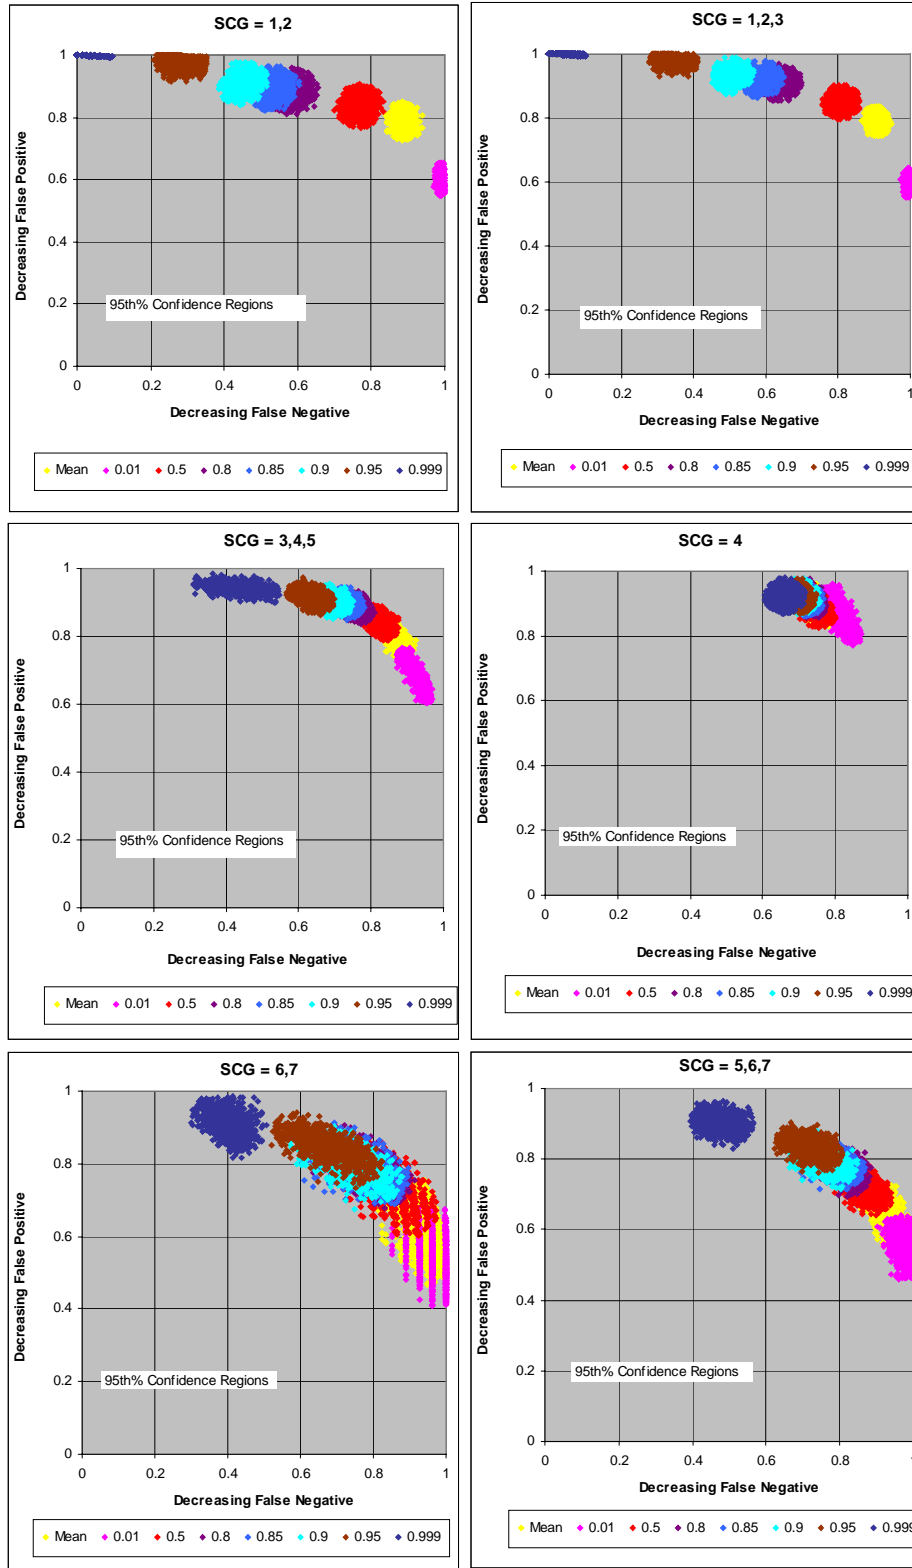 SCG = 1,2
Decreasing False Positive
1
0.8
0.6
0.4
0.2
0
0 0.2 0.4 0.6 0.8 1
95th% Confidence Regions
Decreasing False Negative
Mean 0.01 0.5 0.8 0.85 0.9 0.95 0.999
SCG = 1,2,3
Decreasing False Positive
1
0.8
0.6
0.4
0.2
0
0 0.2 0.4 0.6 0.8 1
95th% Confidence Regions
Decreasing False Negative
Mean 0.01 0.5 0.8 0.85 0.9 0.95 0.999
SCG = 3,4,5
Decreasing False Positive
1
0.8
0.6
0.4
0.2
0
0 0.2 0.4 0.6 0.8 1
95th% Confidence Regions
Decreasing False Negative
Mean 0.01 0.5 0.8 0.85 0.9 0.95 0.999
SCG = 4
Decreasing False Positive
1
0.8
0.6
0.4
0.2
0
0 0.2 0.4 0.6 0.8 1
95th% Confidence Regions
Decreasing False Negative
Mean 0.01 0.5 0.8 0.85 0.9 0.95 0.999
SCG = 6,7
Decreasing False Positive
1
0.8
0.6
0.4
0.2
0
0 0.2 0.4 0.6 0.8 1
95th% Confidence Regions
Decreasing False Negative
Mean 0.01 0.5 0.8 0.85 0.9 0.95 0.999
SCG = 5,6,7
Decreasing False Positive
1
0.8
0.6
0.4
0.2
0
0 0.2 0.4 0.6 0.8 1
95th% Confidence Regions
Decreasing False Negative
Mean 0.01 0.5 0.8 0.85 0.9 0.95 0.999